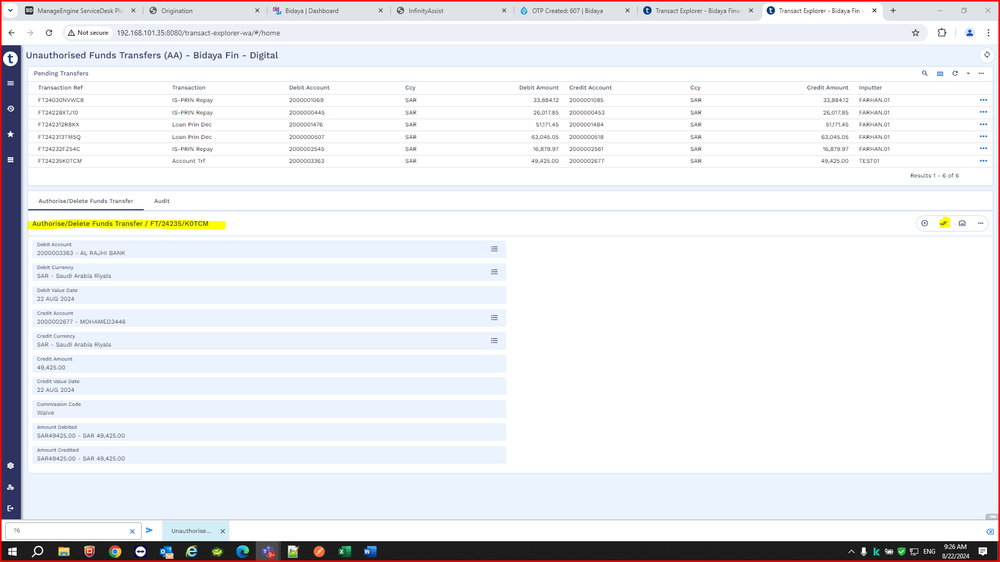 SD ManageEngine ServiceDesk Plu
Origination
Bidaya | Dashboard
InfinityAssist
OTP Created: 607 | Bidaya
Transact Explorer - Bidaya Finan
Transact Explorer - Bidaya Fin -
Not secure 192.168.101.35:8080/transact-explorer-wa/#/home
t Unauthorised Funds Transfers (AA) - Bidaya Fin - Digital
Pending Transfers
Transaction Ref Transaction Debit Account Ccy Debit Amount Credit Account Ccy Credit Amount Inputter
FT24030NVWC8 IS-PRIN Repay 2000001069 SAR 33,884.12 2000001085 SAR 33,884.12 FARHAN.01
FT24228XTJ10 IS-PRIN Repay 2000000445 SAR 26,017.85 2000000453 SAR 26,017.85 FARHAN.01
FT242312R8KX Loan Prin Dec 2000001476 SAR 51,171.45 2000001484 SAR 51,171.45 FARHAN.01
FT242313TM5Q Loan Prin Dec 2000000507 SAR 63,045.05 2000000518 SAR 63,045.05 FARHAN.01
FT24232FZ54C IS-PRIN Repay 2000002545 SAR 16,879.97 2000002561 SAR 16,879.97 FARHAN.01
FT24235K0TCM Account Trf 2000003363 SAR 49,425.00 2000002677 SAR 49,425.00 TEST01
Results 1 - 6 of 6
Authorise/Delete Funds Transfer Audit
Authorise/Delete Funds Transfer / FT/24235/K0TCM
Debit Account
2000003363 - AL RAJHI BANK
Debit Currency
SAR - Saudi Arabia Riyals
Debit Value Date
22 AUG 2024
Credit Account
2000002677 - MOHAMED3446
Credit Currency
SAR - Saudi Arabia Riyals
Credit Amount
49,425.00
Credit Value Date
22 AUG 2024
Commission Code
Waive
Amount Debited
SAR49425.00 - SAR 49,425.00
Amount Credited
SAR49425.00 - SAR 49,425.00
?6 Unauthorise...
9+
ENG
9:26 AM
8/22/2024